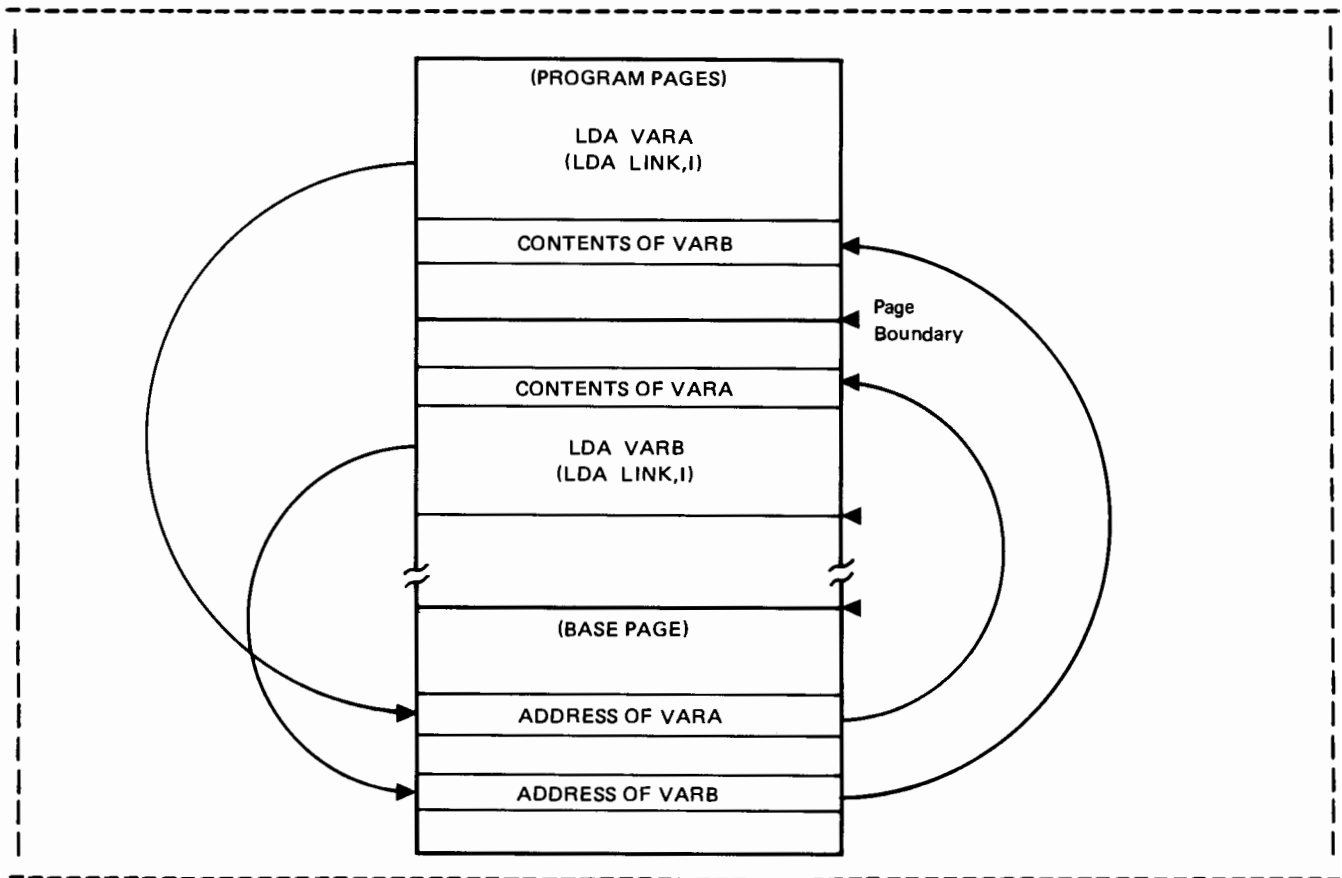 (PROGRAM PAGES)
LDA VARA
(LDA LINK,I)
CONTENTS OF VARB
Page
Boundary
CONTENTS OF VARA
LDA VARB
(LDA LINK,I)
(BASE PAGE)
ADDRESS OF VARA
ADDRESS OF VARB